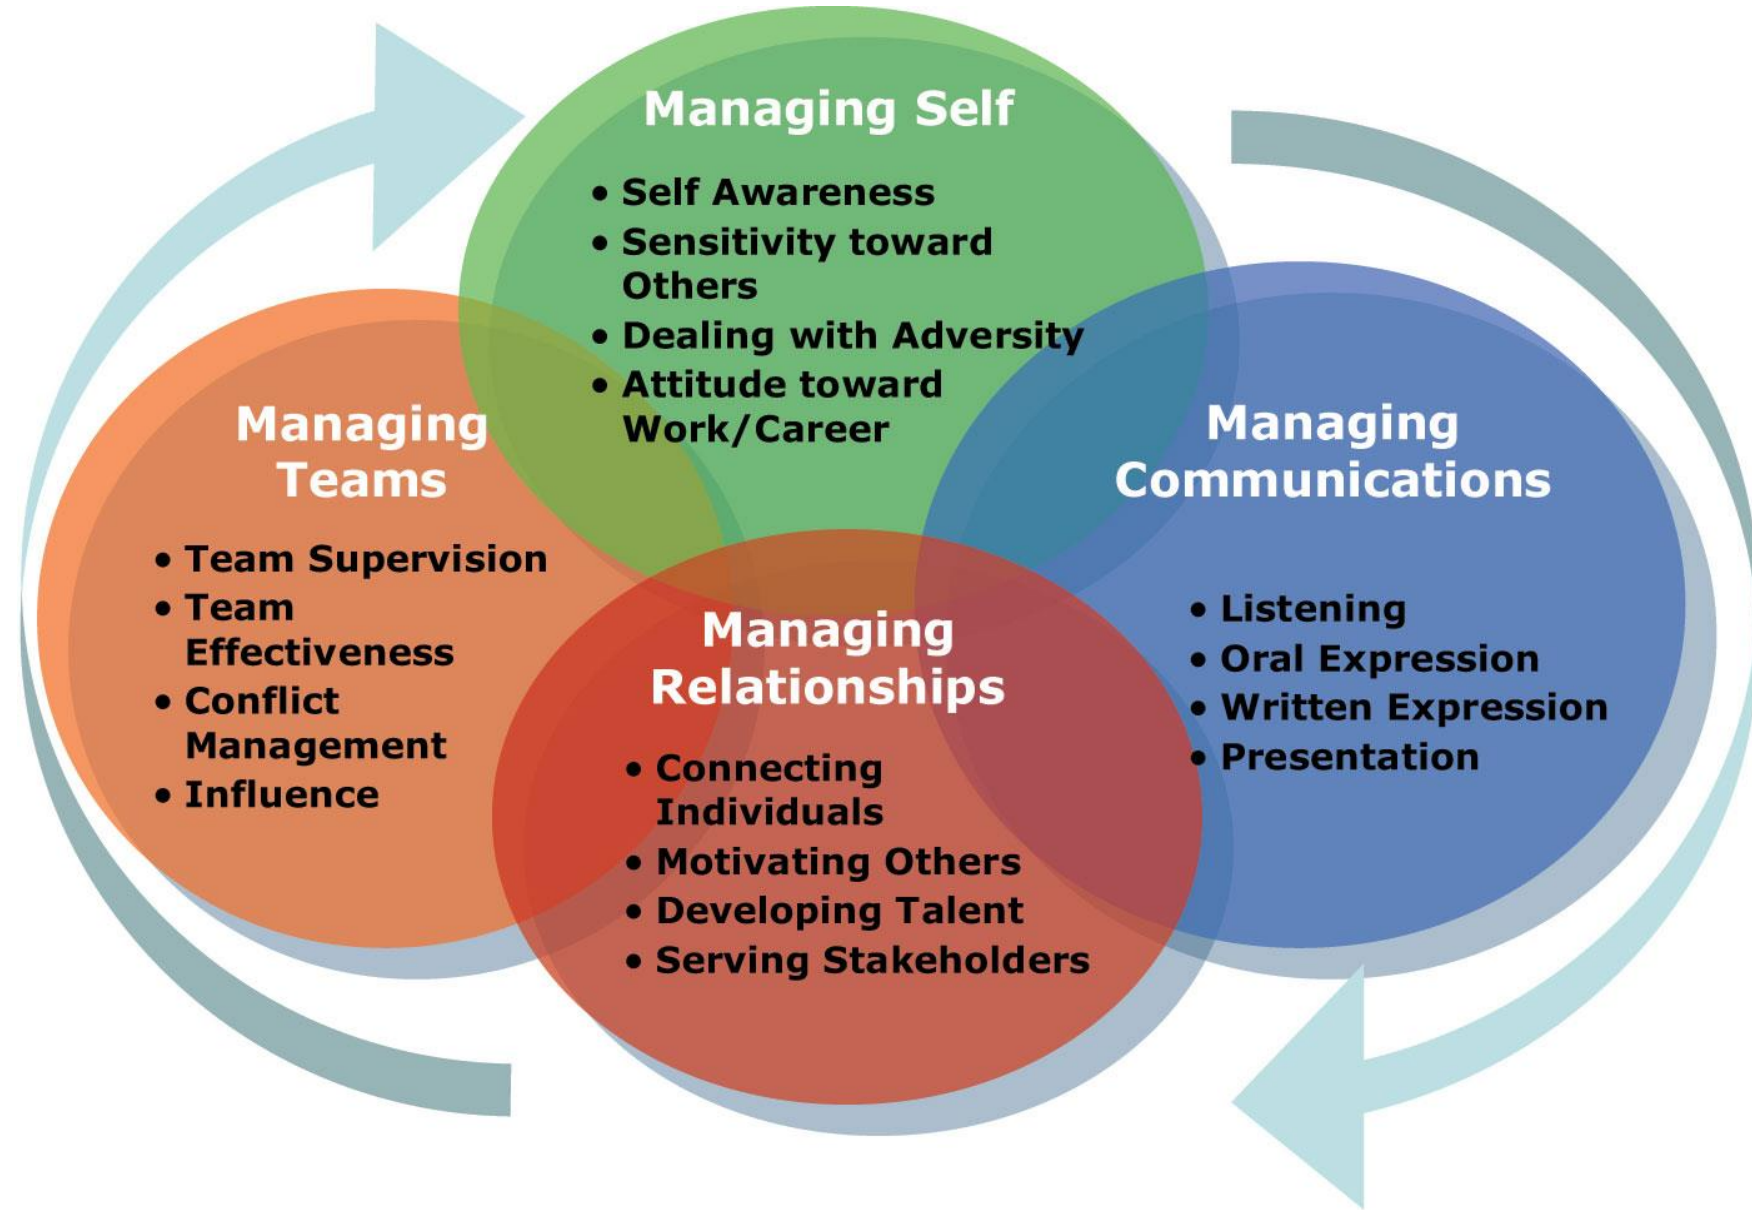 Managing Self
• Self Awareness
• Sensitivity toward
Others
• Dealing with Adversity
• Attitude toward
Work/Career
Managing
Communications
• Listening
• Oral Expression
• Written Expression
• Presentation
Managing
Relationships
• Connecting
Individuals
• Motivating Others
• Developing Talent
• Serving Stakeholders
Managing
Teams
• Team Supervision
• Team
Effectiveness
• Conflict
Management
• Influence